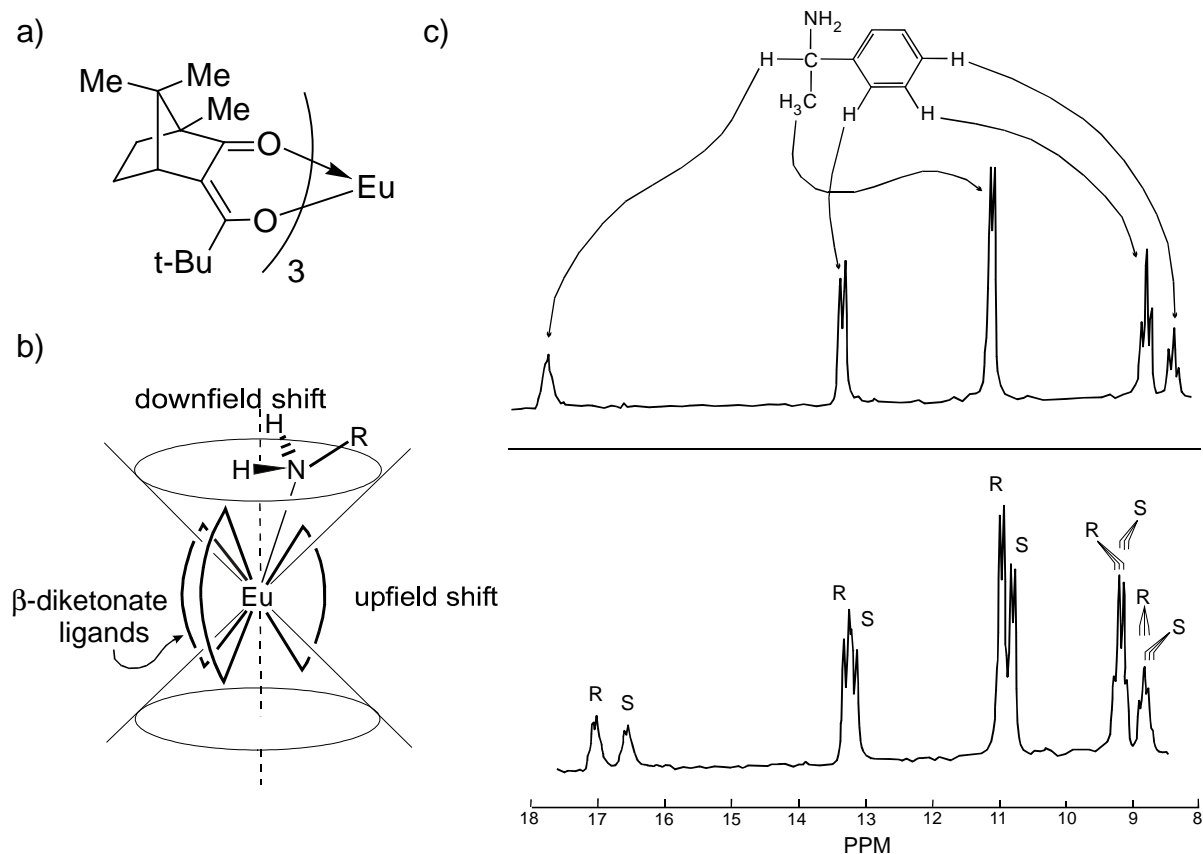 a)
Me
Me
Me
O
O
Eu
t-Bu
3
b)
downfield shift
H
R
H
N
Eu
β-diketonate
ligands
upfield shift
c)
NH₂
H
C
H
H₃C
H
H
R
S
R
S
R
S
R
S
R
S
18 17 16 15 14 13 12 11 10 9 8
PPM